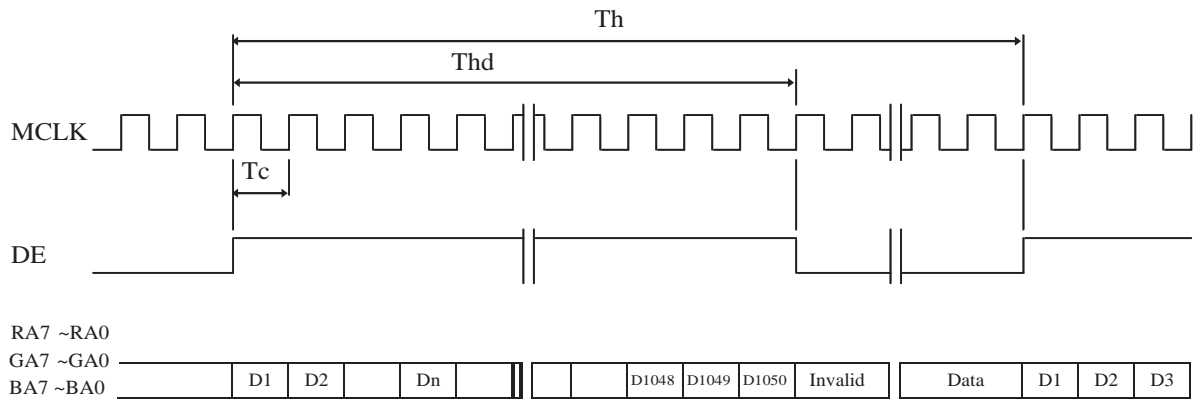 Th
Thd
MCLK
Tc
DE
RA7 ~RA0
GA7 ~GA0
BA7 ~BA0
D1 D2 Dn D1048 D1049 D1050 Invalid Data D1 D2 D3